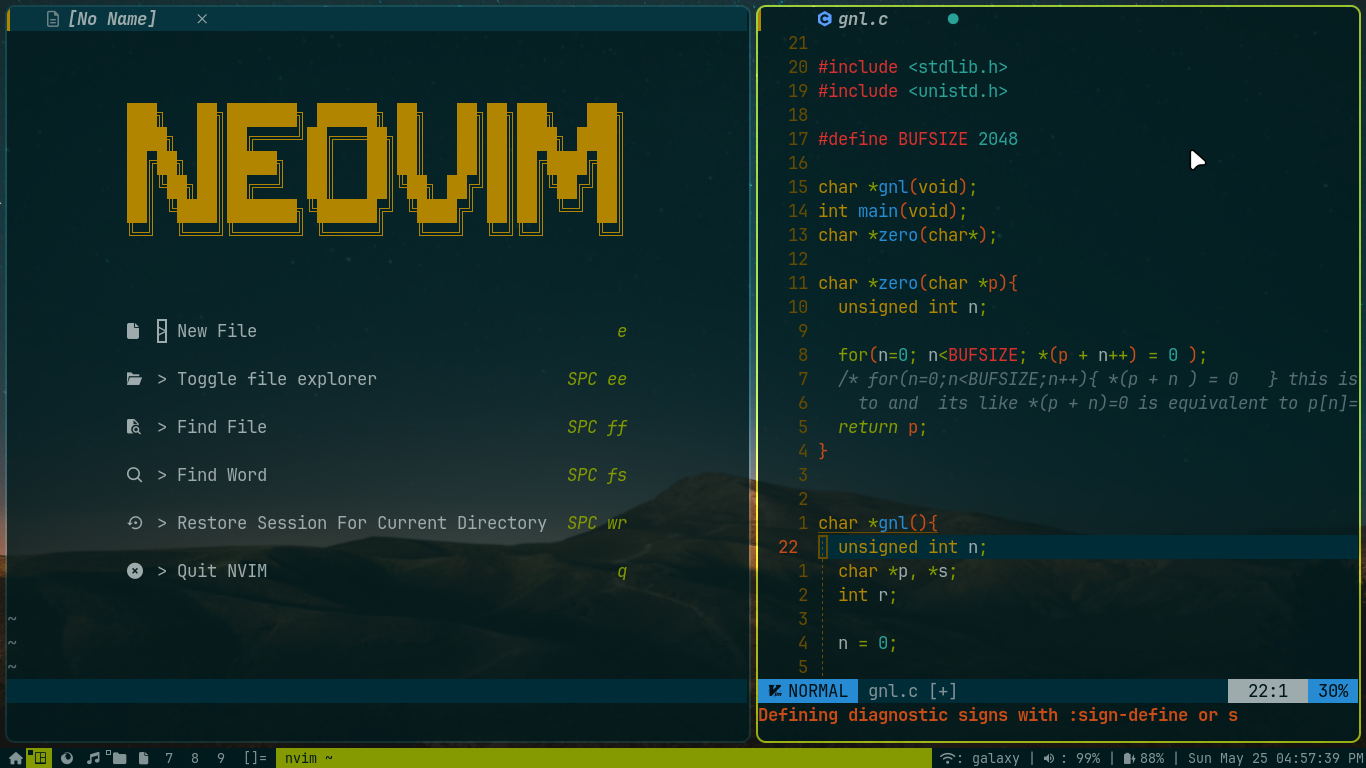 [No Name] ×
NEOVIM
> New File e
> Toggle file explorer SPC ee
> Find File SPC ff
> Find Word SPC fs
> Restore Session For Current Directory SPC wr
> Quit NVIM q
~
~
~
gnl.c ●
21
20 #include <stdlib.h>
19 #include <unistd.h>
18
17 #define BUFSIZE 2048
16
15 char *gnl(void);
14 int main(void);
13 char *zero(char*);
12
11 char *zero(char *p){
10 unsigned int n;
9
8 for(n=0; n<BUFSIZE; *(p + n++) = 0 );
7 /* for(n=0;n<BUFSIZE;n++){ *(p + n ) = 0   } this is
6 to and  its like *(p + n)=0 is equivalent to p[n]=
5 return p;
4 }
3
2
1 char *gnl(){
22 unsigned int n;
1 char *p, *s;
2 int r;
3
4 n = 0;
5
NORMAL gnl.c [+] 22:1 30%
Defining diagnostic signs with :sign-define or s
7 8 9 []= nvim ~ : galaxy | : 99% | 88% | Sun May 25 04:57:39 PM